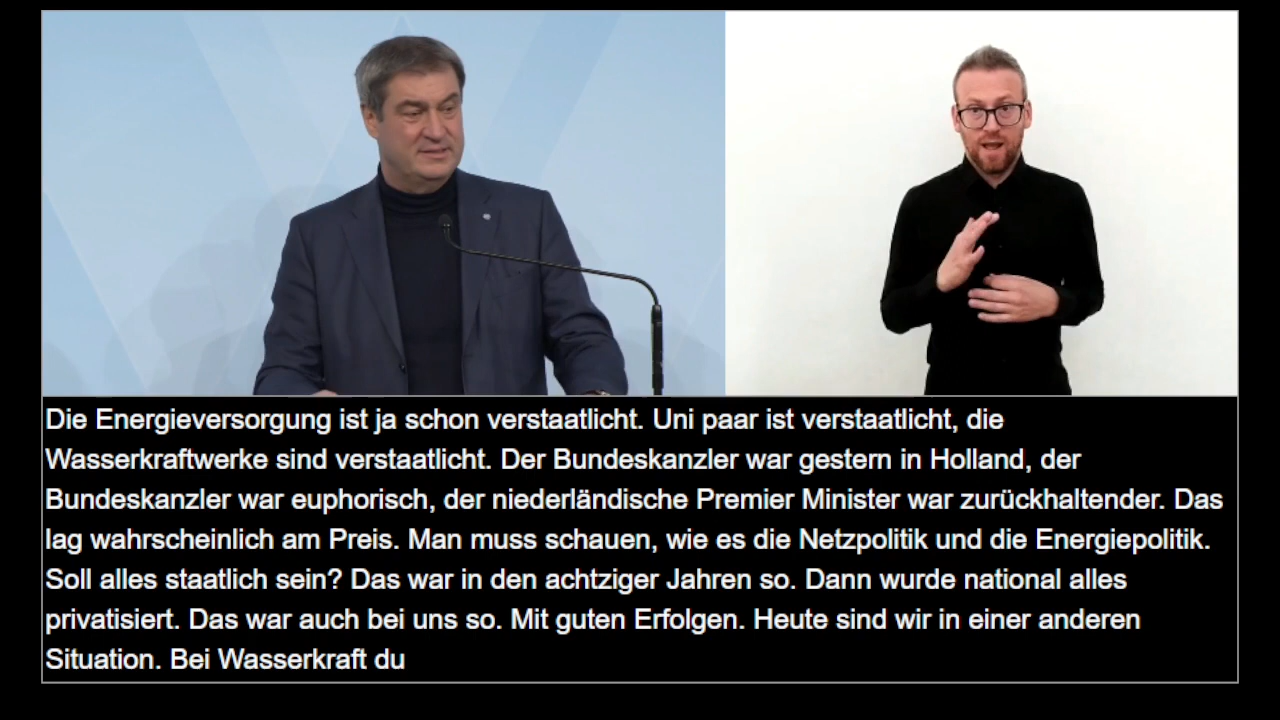 Die Energieversorgung ist ja schon verstaatlicht. Uni paar ist verstaatlicht, die
Wasserkraftwerke sind verstaatlicht. Der Bundeskanzler war gestern in Holland, der
Bundeskanzler war euphorisch, der niederländische Premier Minister war zurückhaltender. Das
lag wahrscheinlich am Preis. Man muss schauen, wie es die Netzpolitik und die Energiepolitik.
Soll alles staatlich sein? Das war in den achtziger Jahren so. Dann wurde national alles
privatisiert. Das war auch bei uns so. Mit guten Erfolgen. Heute sind wir in einer anderen
Situation. Bei Wasserkraft du